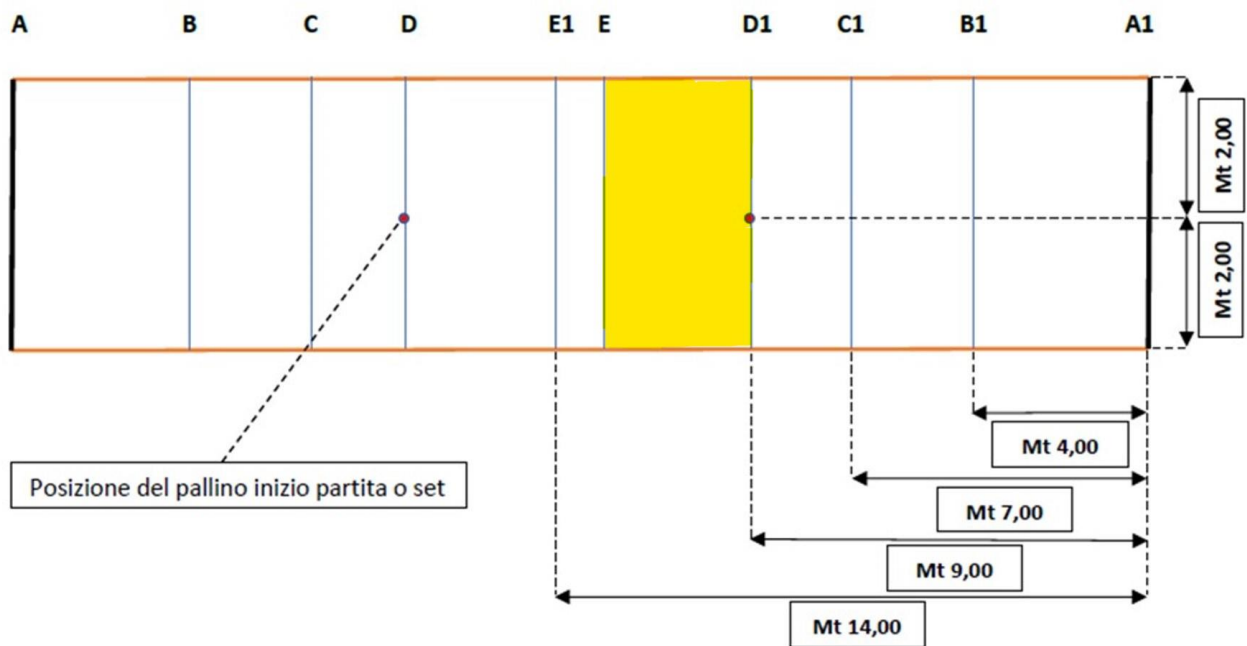 A B C D E1 E D1 C1 B1 A1
Mt 2,00
Mt 2,00
Mt 4,00
Posizione del pallino inizio partita o set
Mt 7,00
Mt 9,00
Mt 14,00